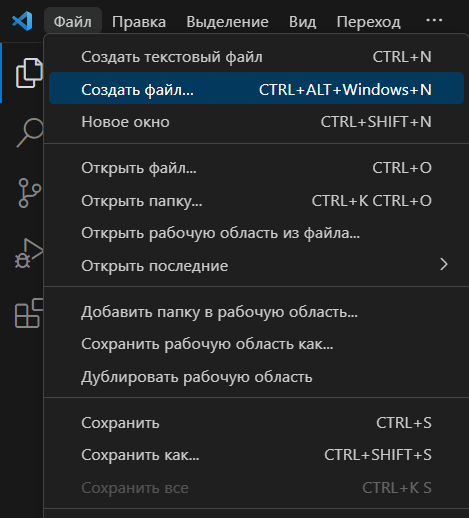 Файл Правка Выделение Вид Переход ···
Создать текстовый файл CTRL+N
Создать файл... CTRL+ALT+Windows+N
Новое окно CTRL+SHIFT+N
Открыть файл... CTRL+O
Открыть папку... CTRL+K CTRL+O
Открыть рабочую область из файла...
Открыть последние
Добавить папку в рабочую область...
Сохранить рабочую область как...
Дублировать рабочую область
Сохранить CTRL+S
Сохранить как... CTRL+SHIFT+S
Сохранить все CTRL+K S